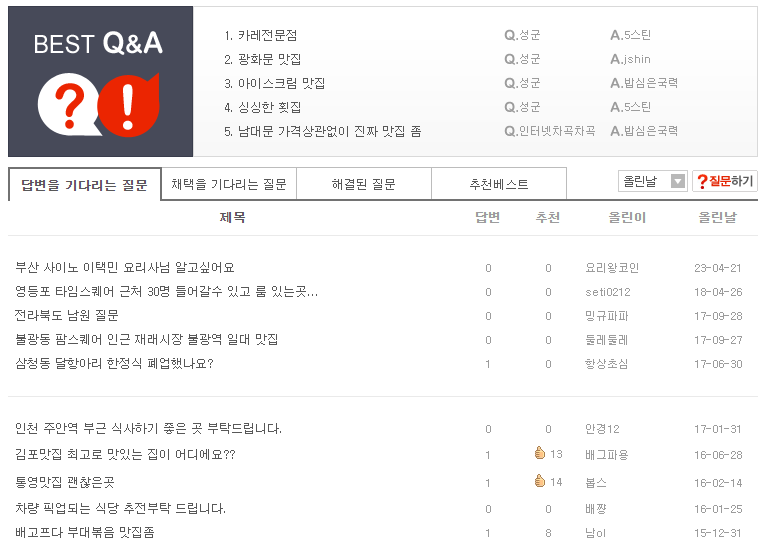 BEST Q&A
1. 카레전문점 Q.성군 A.5스틴
2. 광화문 맛집 Q.성군 A.jshin
3. 아이스크림 맛집 Q.성군 A.밥심은국력
4. 싱싱한 횟집 Q.성군 A.5스틴
5. 남대문 가격상관없이 진짜 맛집 좀 Q.인터넷차곡차곡 A.밥심은국력
답변을 기다리는 질문 채택을 기다리는 질문 해결된 질문 추천베스트 올린날 ?질문하기
제목 답변 추천 올린이 올린날
부산 사이노 이택민 요리사님 알고싶어요 0 0 요리왕코인 23-04-21
영등포 타임스퀘어 근처 30명 들어갈수 있고 룸 있는곳... 0 0 seti0212 18-04-26
전라북도 남원 질문 0 0 밍규파파 17-09-28
불광동 팜스퀘어 인근 재래시장 불광역 일대 맛집 0 0 둘레둘레 17-09-27
삼청동 달항아리 한정식 폐업했나요? 1 0 항상초심 17-06-30
인천 주안역 부근 식사하기 좋은 곳 부탁드립니다. 0 0 안경12 17-01-31
김포맛집 최고로 맛있는 집이 어디에요?? 1 13 배그파용 16-06-28
통영맛집 괜찮은곳 1 14 봅스 16-02-14
차량 픽업되는 식당 추전부탁 드립니다. 0 0 배쨩 16-01-25
배고프다 부대볶음 맛집좀 1 8 남ol 15-12-31